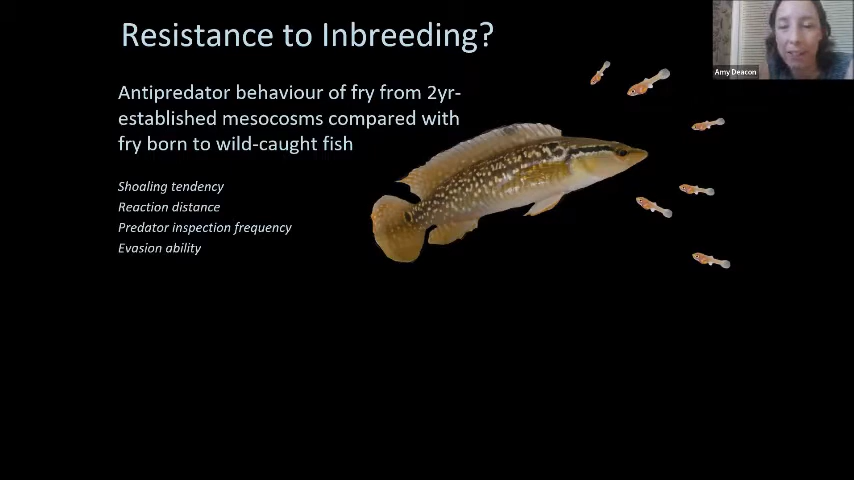 Resistance to Inbreeding?
Amy Deacon
Antipredator behaviour of fry from 2yr-
established mesocosms compared with
fry born to wild-caught fish
Shoaling tendency
Reaction distance
Predator inspection frequency
Evasion ability